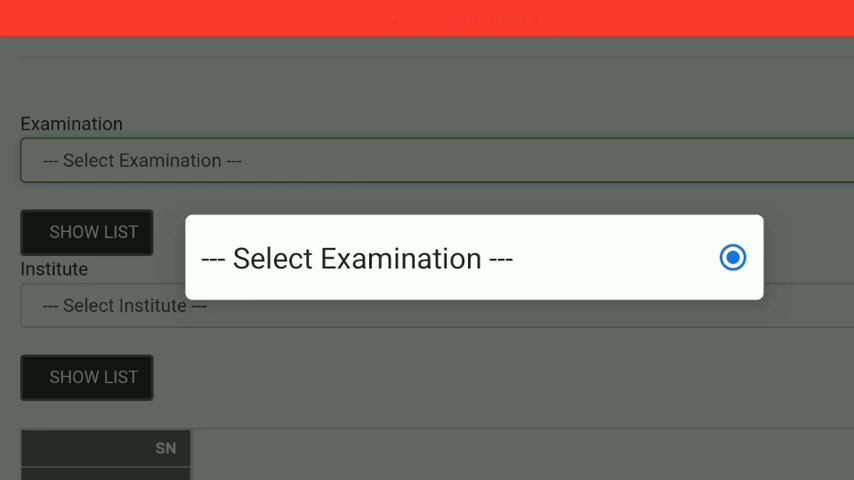 Examination
--- Select Examination ---
SHOW LIST
--- Select Examination ---
Institute
--- Select Institute ---
SHOW LIST
SN